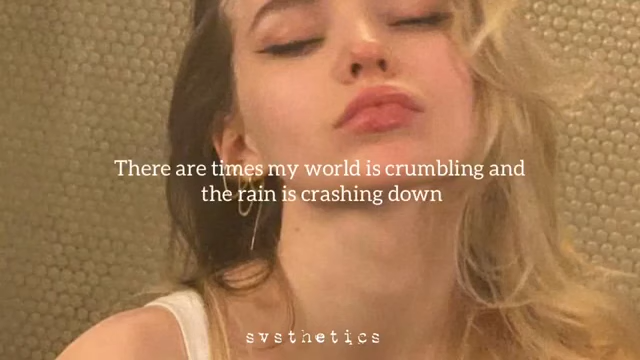 There are times my world is crumbling and
the rain is crashing down
svsthetics